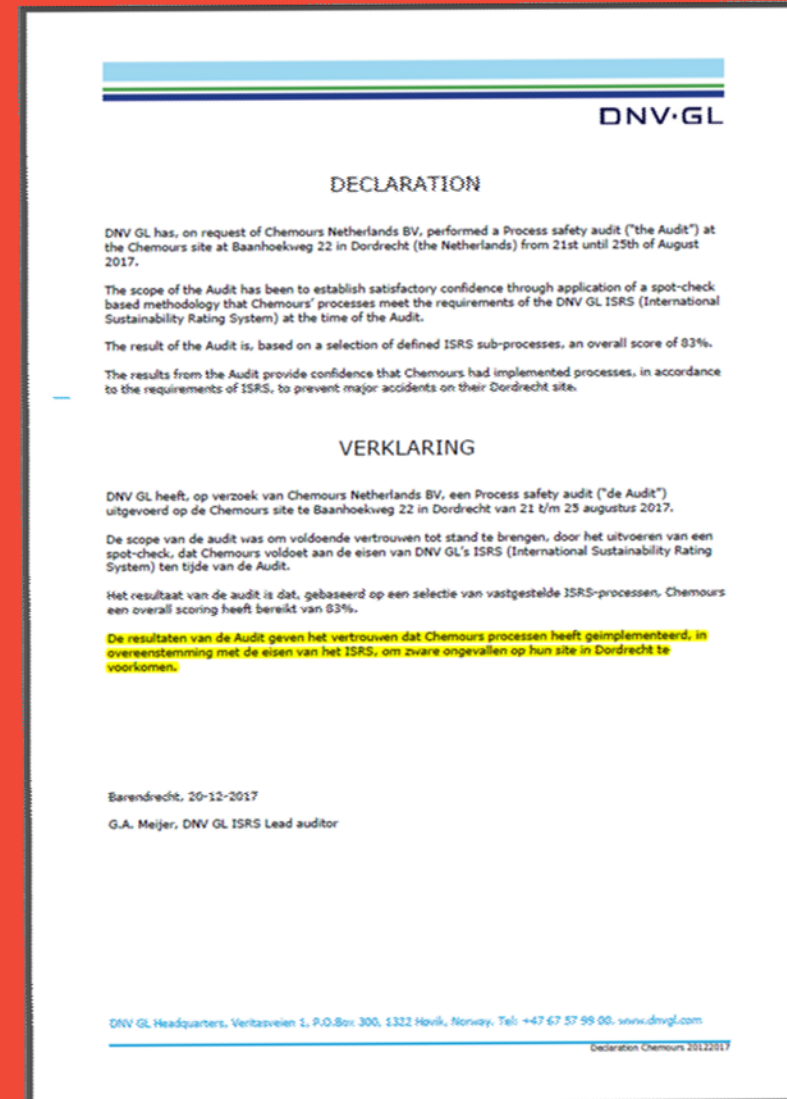 DNV·GL
DECLARATION
DNV GL has, on request of Chemours Netherlands BV, performed a Process safety audit ("the Audit") at
the Chemours site at Baanhoekweg 22 in Dordrecht (the Netherlands) from 21st until 25th of August
2017.
The scope of the Audit has been to establish satisfactory confidence through application of a spot-check
based methodology that Chemours' processes meet the requirements of the DNV GL ISRS (International
Sustainability Rating System) at the time of the Audit.
The result of the Audit is, based on a selection of defined ISRS sub-processes, an overall score of 83%.
The results from the Audit provide confidence that Chemours had implemented processes, in accordance
to the requirements of ISRS, to prevent major accidents on their Dordrecht site.
VERKLARING
DNV GL heeft, op verzoek van Chemours Netherlands BV, een Process safety audit ("de Audit")
uitgevoerd op de Chemours site te Baanhoekweg 22 in Dordrecht van 21 t/m 25 augustus 2017.
De scope van de audit was om voldoende vertrouwen tot stand te brengen, door het uitvoeren van een
spot-check, dat Chemours voldoet aan de eisen van DNV GL's ISRS (International Sustainability Rating
System) ten tijde van de Audit.
Het resultaat van de audit is dat, gebaseerd op een selectie van vastgestelde ISRS-processen, Chemours
een overall scoring heeft bereikt van 83%.
De resultaten van de Audit geven het vertrouwen dat Chemours processen heeft geimplementeerd, in
overeenstemming met de eisen van het ISRS, om zware ongevallen op hun site in Dordrecht te
voorkomen.
Barendrecht, 20-12-2017
G.A. Meijer, DNV GL ISRS Lead auditor
DNV GL Headquarters, Veritasveien 1, P.O.Box 300, 1322 Høvik, Norway. Tel: +47 67 57 99 00. www.dnvgl.com
Declaration Chemours 20122017